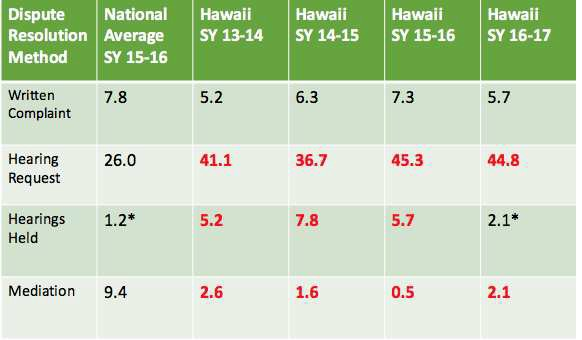 Dispute Resolution Method National Average SY 15-16 Hawaii SY 13-14 Hawaii SY 14-15 Hawaii SY 15-16 Hawaii SY 16-17
Written Complaint 7.8 5.2 6.3 7.3 5.7
Hearing Request 26.0 41.1 36.7 45.3 44.8
Hearings Held 1.2* 5.2 7.8 5.7 2.1*
Mediation 9.4 2.6 1.6 0.5 2.1